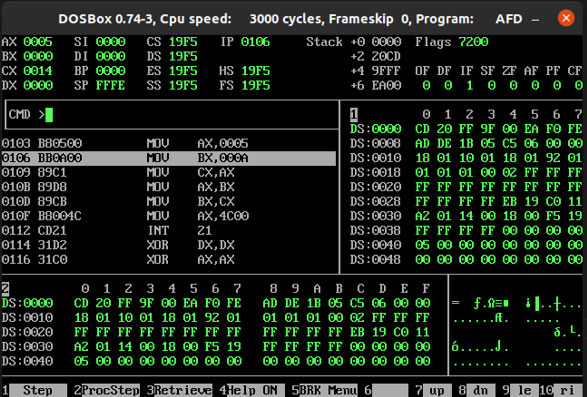 DOSBox 0.74-3, Cpu speed: 3000 cycles, Frameskip 0, Program: AFD
AX 0005 SI 0000 CS 19F5 IP 0106 Stack +0 0000 Flags 7200
BX 0000 DI 0000 DS 19F5 +2 20CD
CX 0014 BP 0000 ES 19F5 HS 19F5 +4 9FFF OF DF IF SF ZF AF PF CF
DX 0000 SP FFFE SS 19F5 FS 19F5 +6 EA00 0 0 1 0 0 0 0 0
CMD >
1 0 1 2 3 4 5 6 7
DS:0000 CD 20 FF 9F 00 EA F0 FE
DS:0008 AD DE 1B 05 C5 06 00 00
DS:0010 18 01 10 01 18 01 92 01
DS:0018 01 01 01 00 02 FF FF FF
DS:0020 FF FF FF FF FF FF FF FF
DS:0028 FF FF FF FF EB 19 C0 11
DS:0030 A2 01 14 00 18 00 F5 19
DS:0038 FF FF FF FF 00 00 00 00
DS:0040 05 00 00 00 00 00 00 00
DS:0048 00 00 00 00 00 00 00 00
0103 B80500 MOV AX,0005
0106 BB0A00 MOV BX,000A
0109 89C1 MOV CX,AX
010B 89D8 MOV AX,BX
010D 89CB MOV BX,CX
010F B8004C MOV AX,4C00
0112 CD21 INT 21
0114 31D2 XOR DX,DX
0116 31C0 XOR AX,AX
2 0 1 2 3 4 5 6 7 8 9 A B C D E F
DS:0000 CD 20 FF 9F 00 EA F0 FE AD DE 1B 05 C5 06 00 00
DS:0010 18 01 10 01 18 01 92 01 01 01 01 00 02 FF FF FF
DS:0020 FF FF FF FF FF FF FF FF FF FF FF FF EB 19 C0 11
DS:0030 A2 01 14 00 18 00 F5 19 FF FF FF FF 00 00 00 00
DS:0040 05 00 00 00 00 00 00 00 00 00 00 00 00 00 00 00
1 Step 2 ProcStep 3 Retrieve 4 Help ON 5 BRK Menu 6 7 up 8 dn 9 le 10 ri